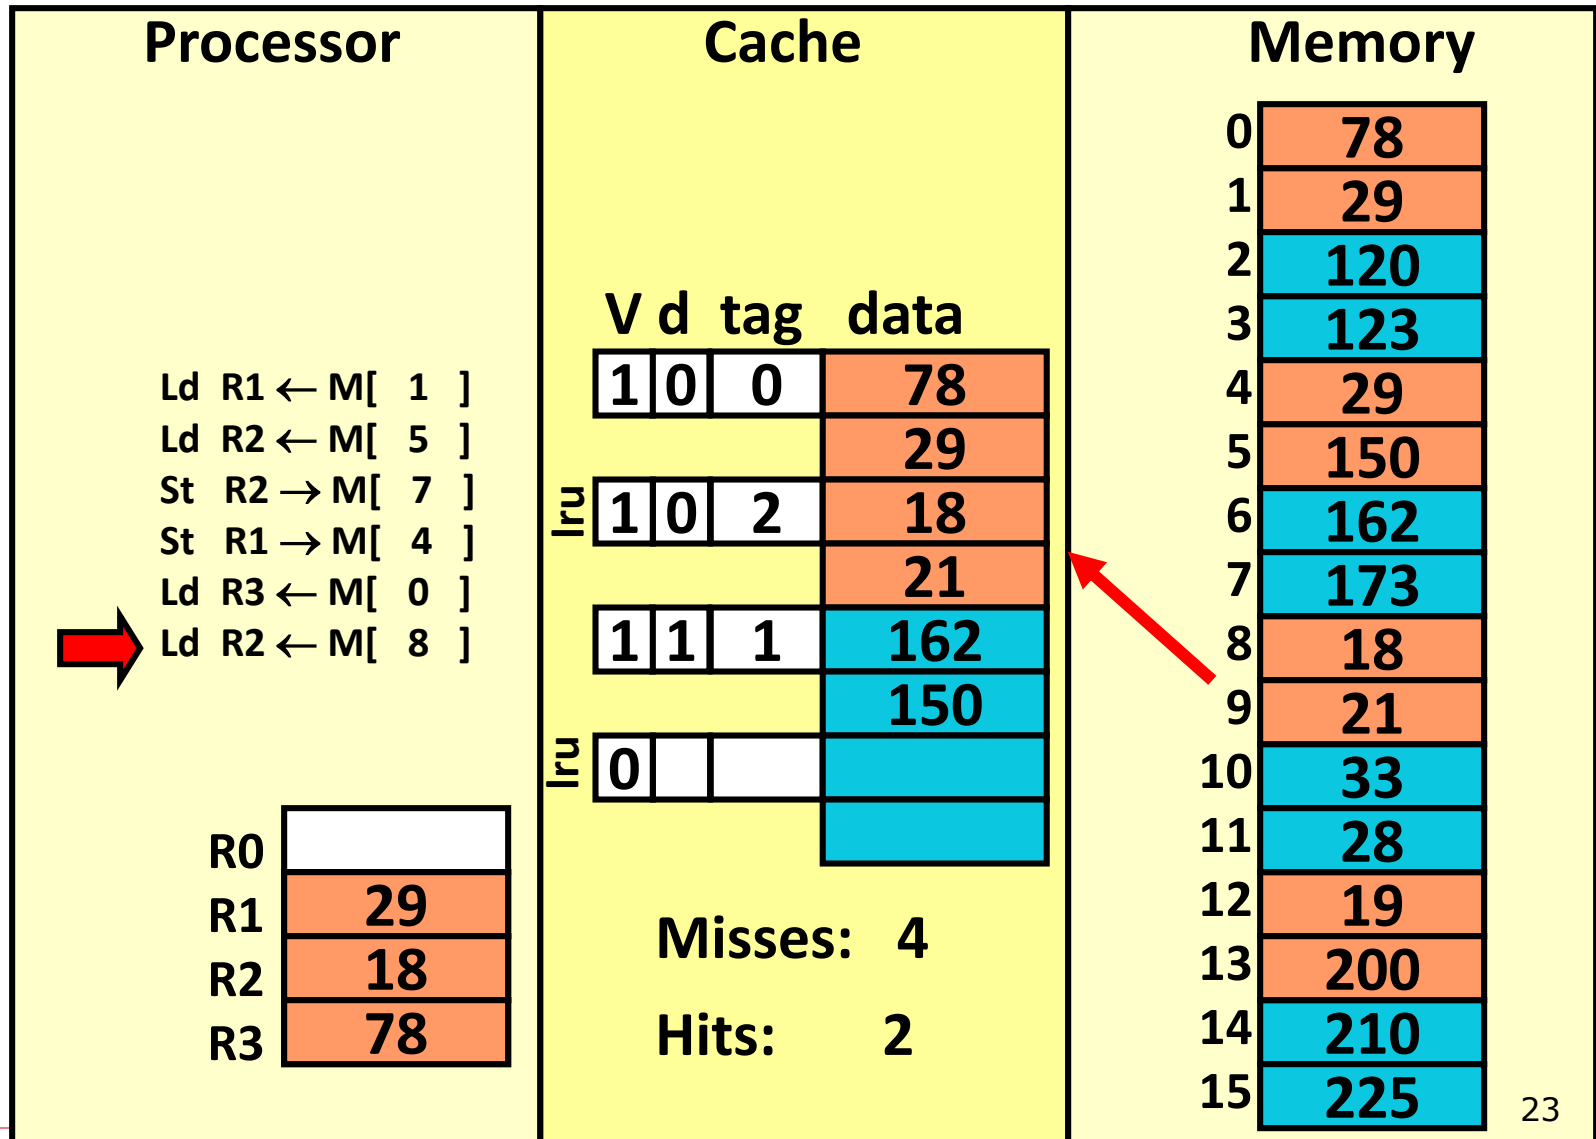 Processor
Ld R1 ← M[ 1 ]
Ld R2 ← M[ 5 ]
St R2 → M[ 7 ]
St R1 → M[ 4 ]
Ld R3 ← M[ 0 ]
Ld R2 ← M[ 8 ]
R0
R1 29
R2 18
R3 78
Cache
V d tag data
1 0 0 78
29
lru 1 0 2 18
21
1 1 1 162
150
lru 0
Misses: 4
Hits: 2
Memory
0 78
1 29
2 120
3 123
4 29
5 150
6 162
7 173
8 18
9 21
10 33
11 28
12 19
13 200
14 210
15 225
23